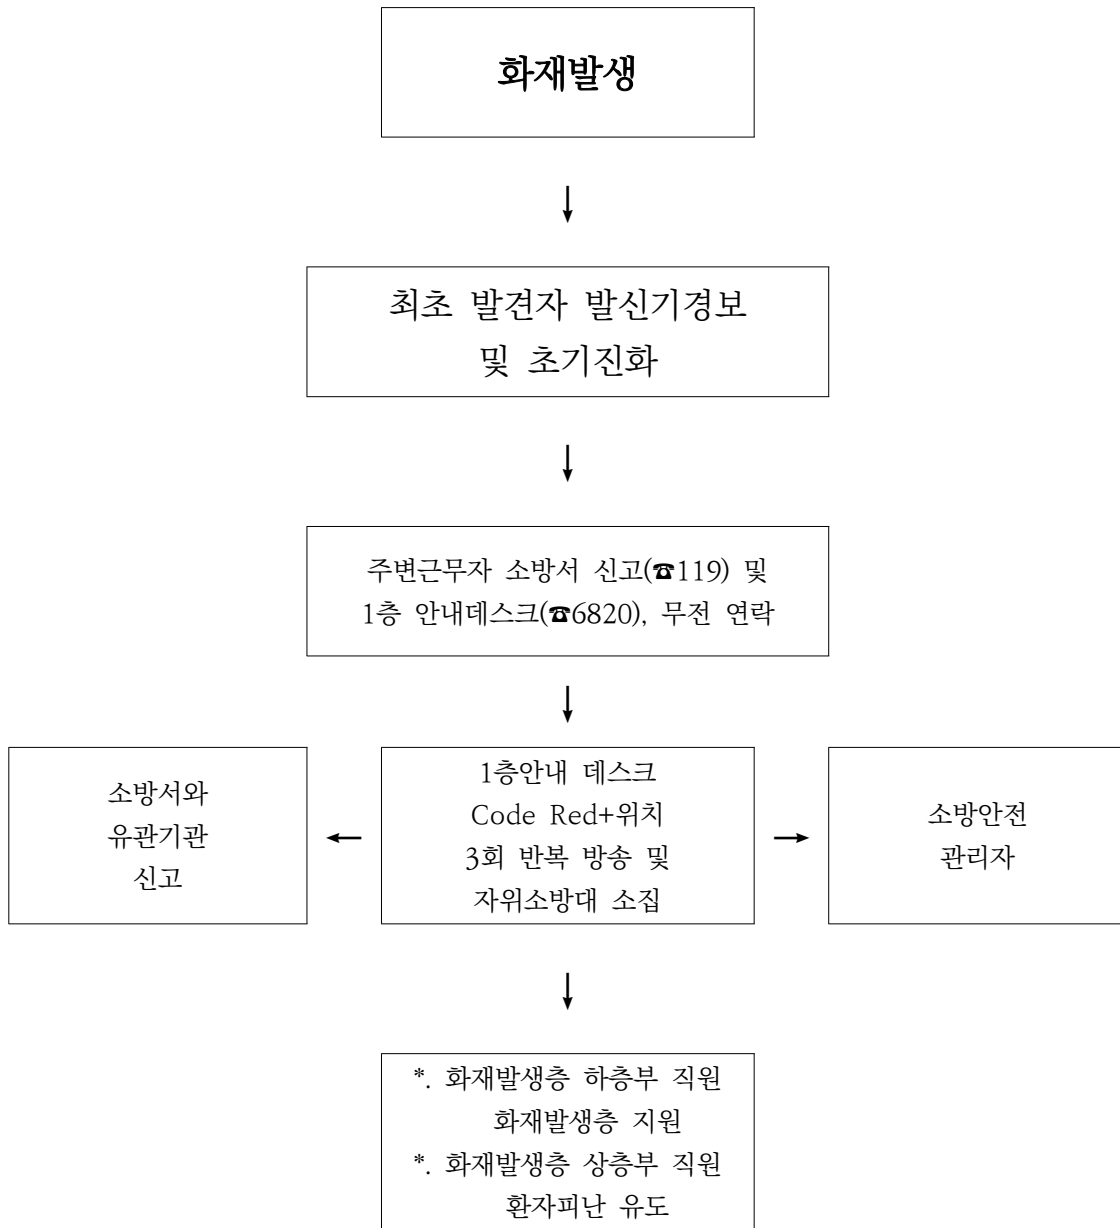 화재발생
최초 발견자 발신기경보
및 초기진화
주변근무자 소방서 신고(☎119) 및
1층 안내데스크(☎6820), 무전 연락
소방서와
유관기관
신고
1층안내 데스크
Code Red+위치
3회 반복 방송 및
자위소방대 소집
소방안전
관리자
*. 화재발생층 하층부 직원
화재발생층 지원
*. 화재발생층 상층부 직원
환자피난 유도